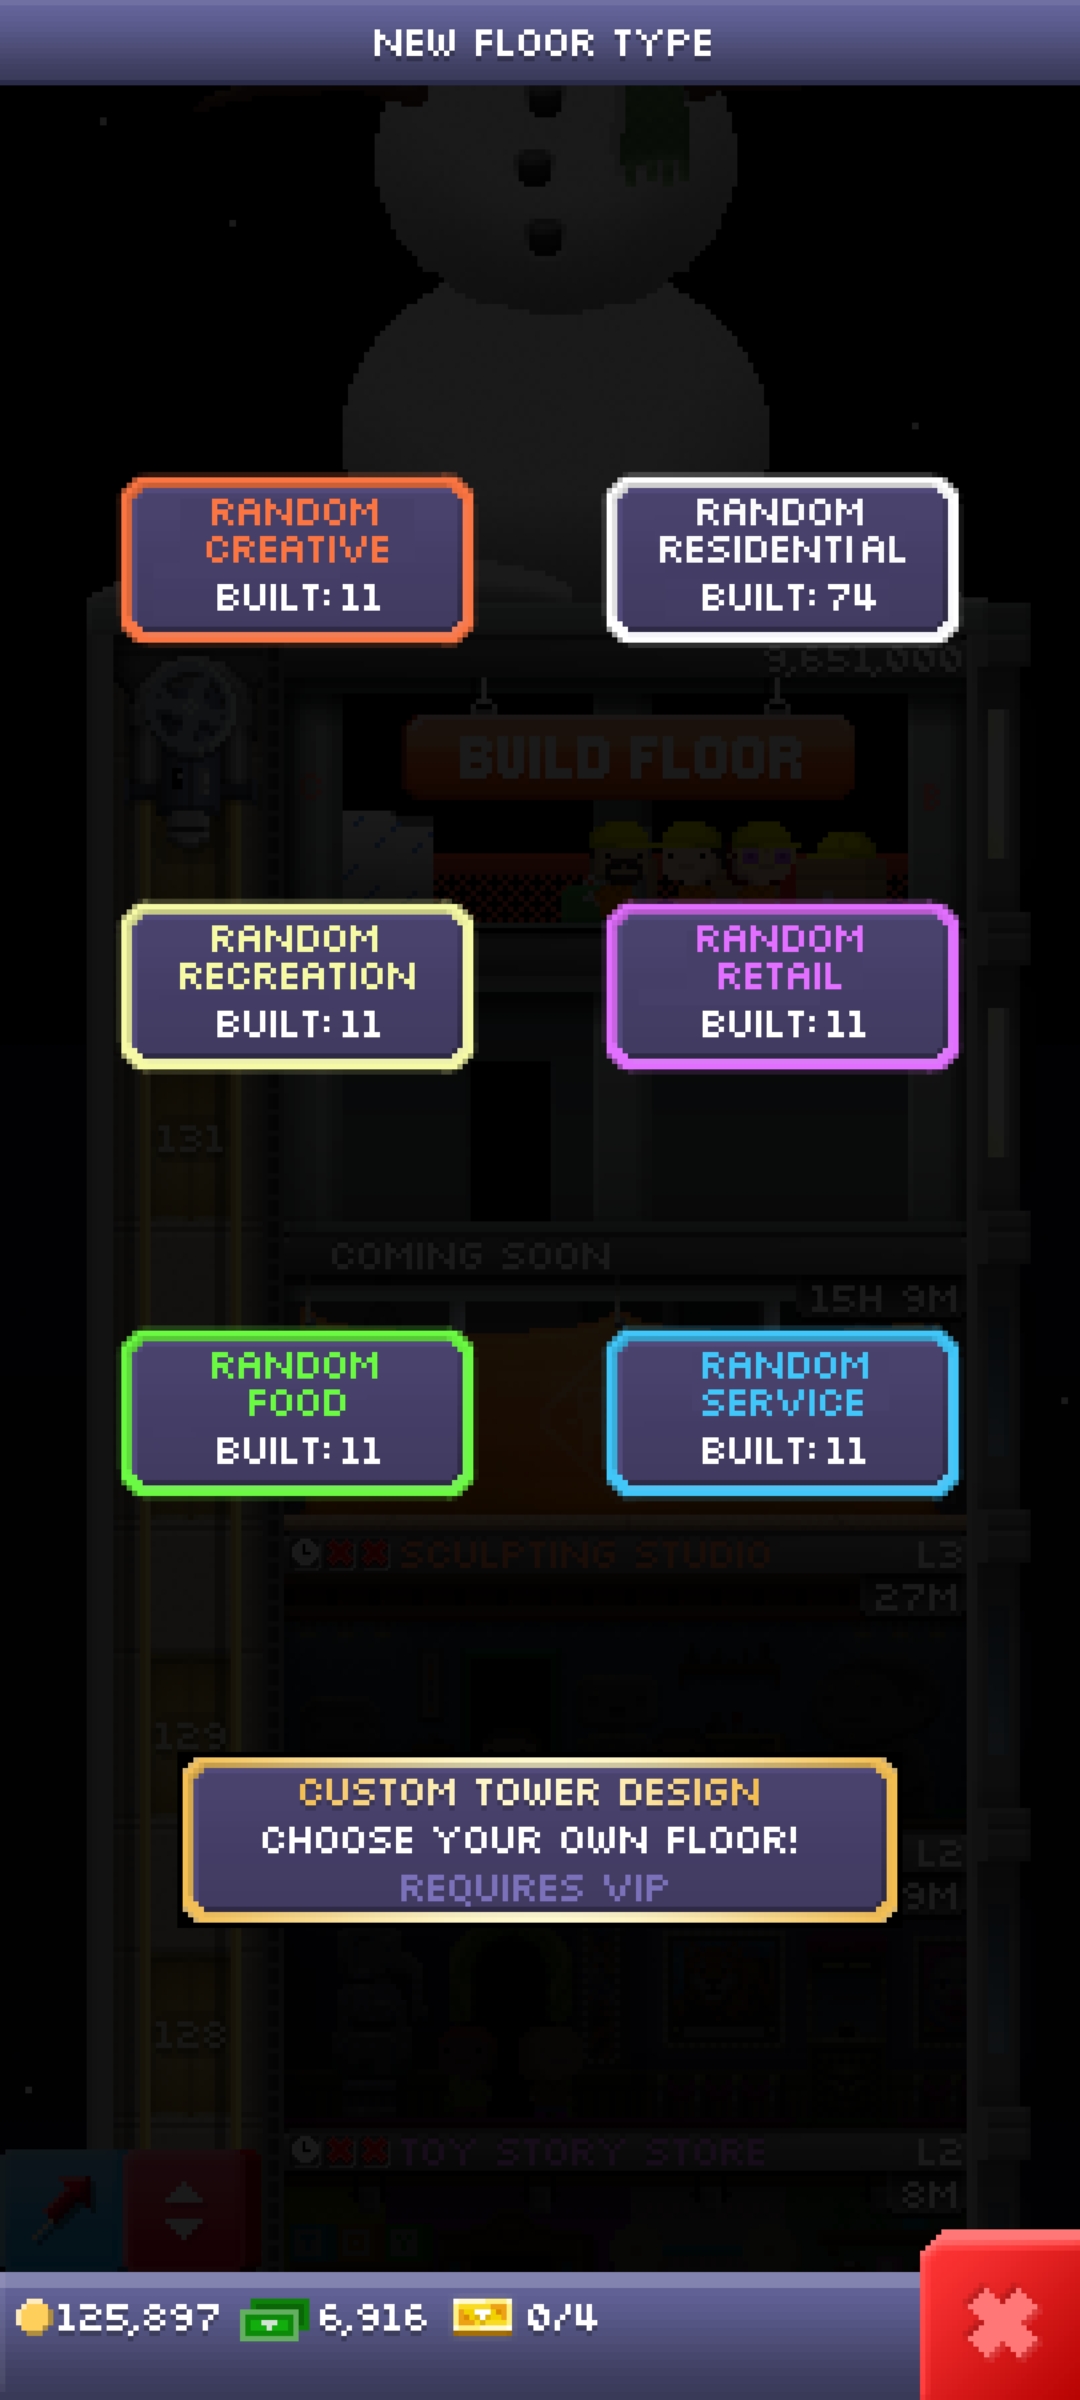 NEW FLOOR TYPE
RANDOM
CREATIVE
BUILT: 11
RANDOM
RESIDENTIAL
BUILT: 74
9,651,000
BUILD FLOOR
RANDOM
RECREATION
BUILT: 11
RANDOM
RETAIL
BUILT: 11
131
COMING SOON
15H 9M
RANDOM
FOOD
BUILT: 11
RANDOM
SERVICE
BUILT: 11
SCULPTING STUDIO L3
27M
129
CUSTOM TOWER DESIGN
CHOOSE YOUR OWN FLOOR!
REQUIRES VIP
L2
9M
128
TOY STORY STORE L2
8M
125,897 6,916 0/4